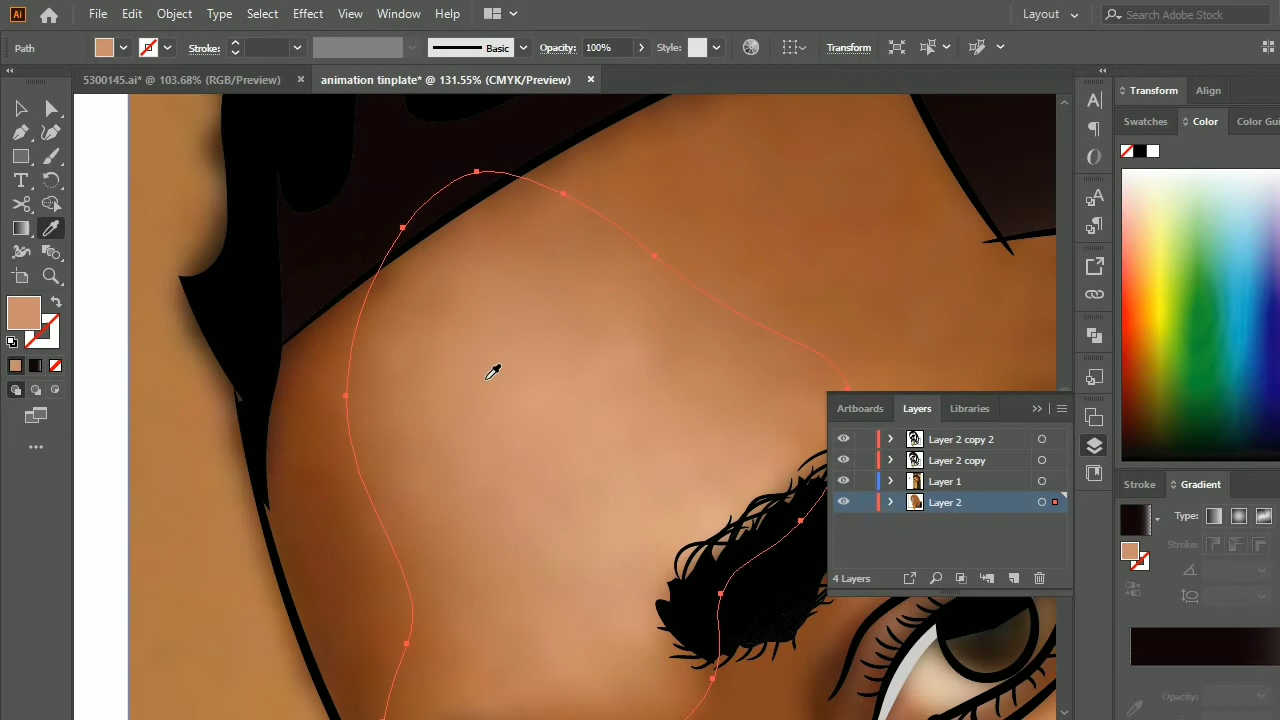 Ai File Edit Object Type Select Effect View Window Help Layout Search Adobe Stock
Path Stroke: Basic Opacity: 100% Style: Transform
5300145.ai* @ 103.68% (RGB/Preview) × animation tinplate* @ 131.55% (CMYK/Preview) ×
Transform Align
Swatches Color Color Gui
Artboards Layers Libraries
Layer 2 copy 2
Layer 2 copy
Layer 1
Layer 2
4 Layers
Stroke Gradient
Type:
Stroke:
Opacity: